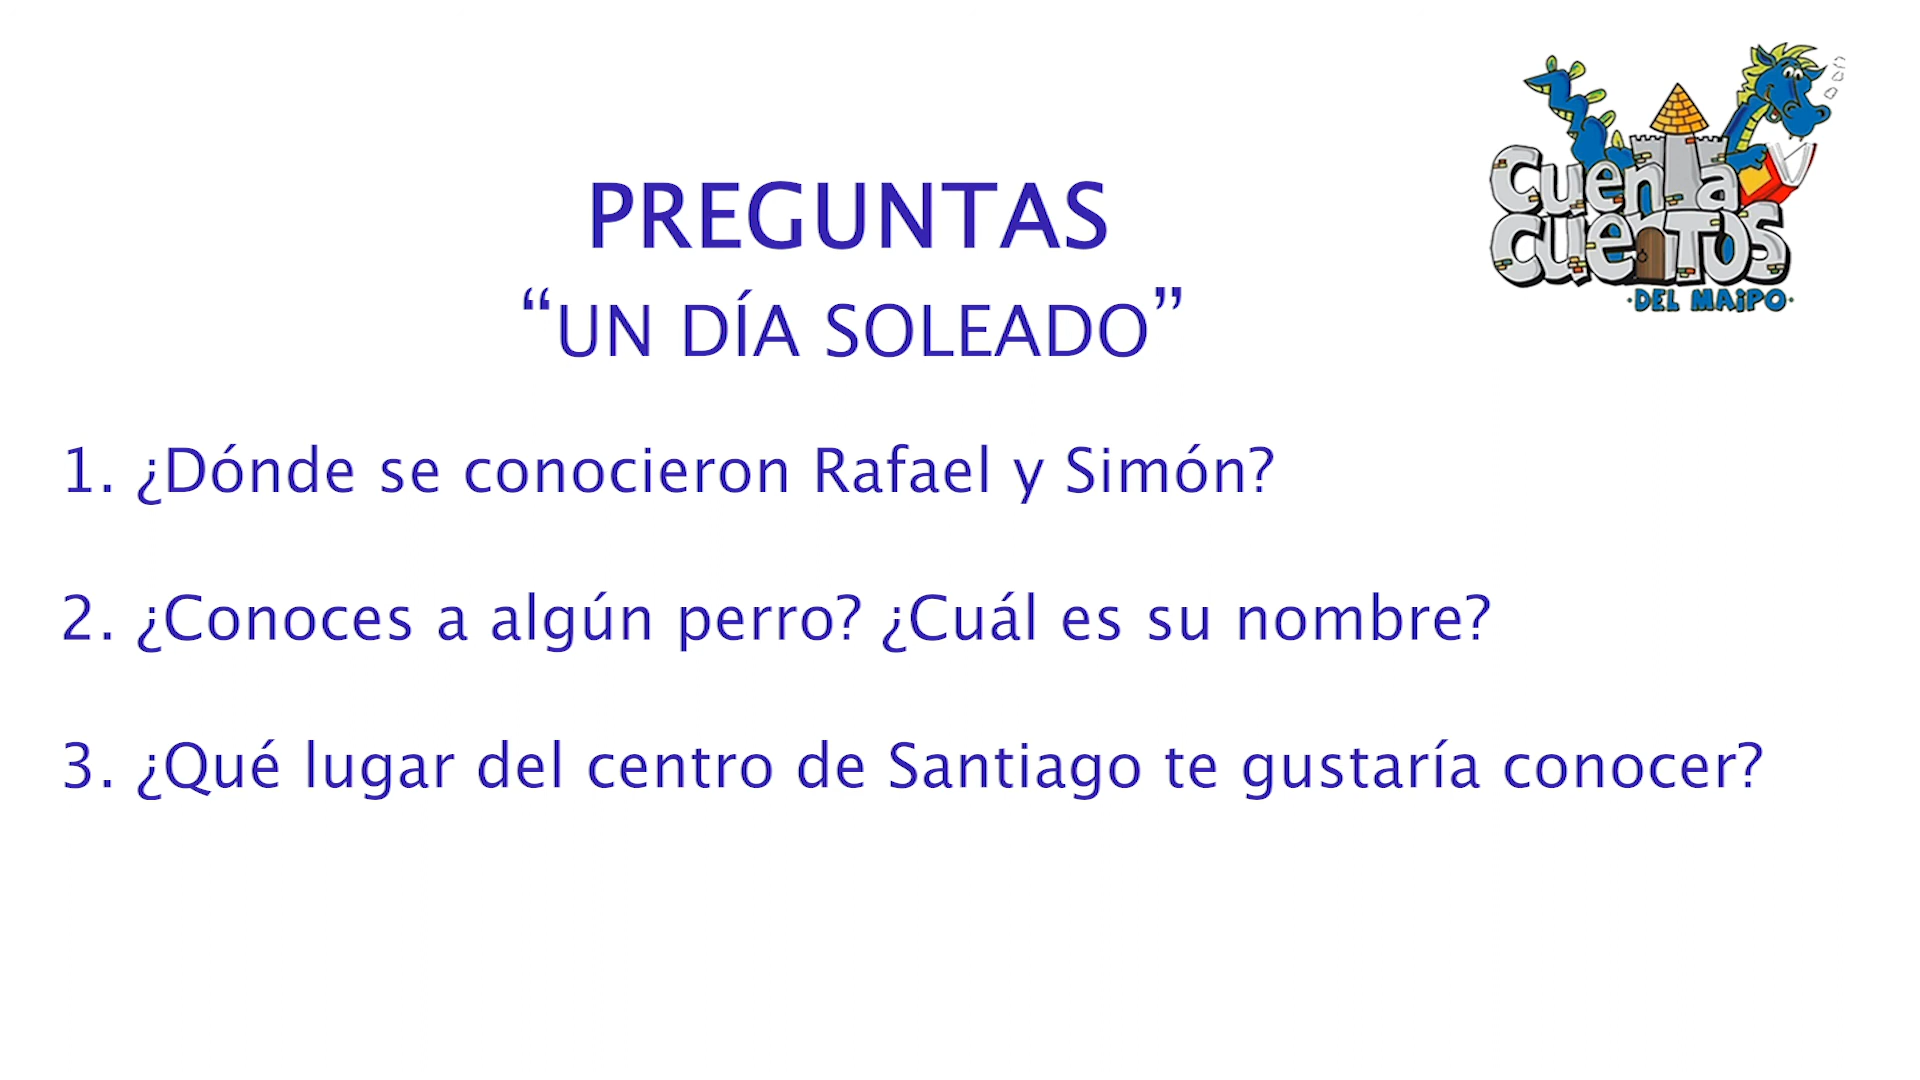 PREGUNTAS
“UN DÍA SOLEADO”
Cuenta
cuentos
·DEL MAiPO·
1. ¿Dónde se conocieron Rafael y Simón?
2. ¿Conoces a algún perro? ¿Cuál es su nombre?
3. ¿Qué lugar del centro de Santiago te gustaría conocer?